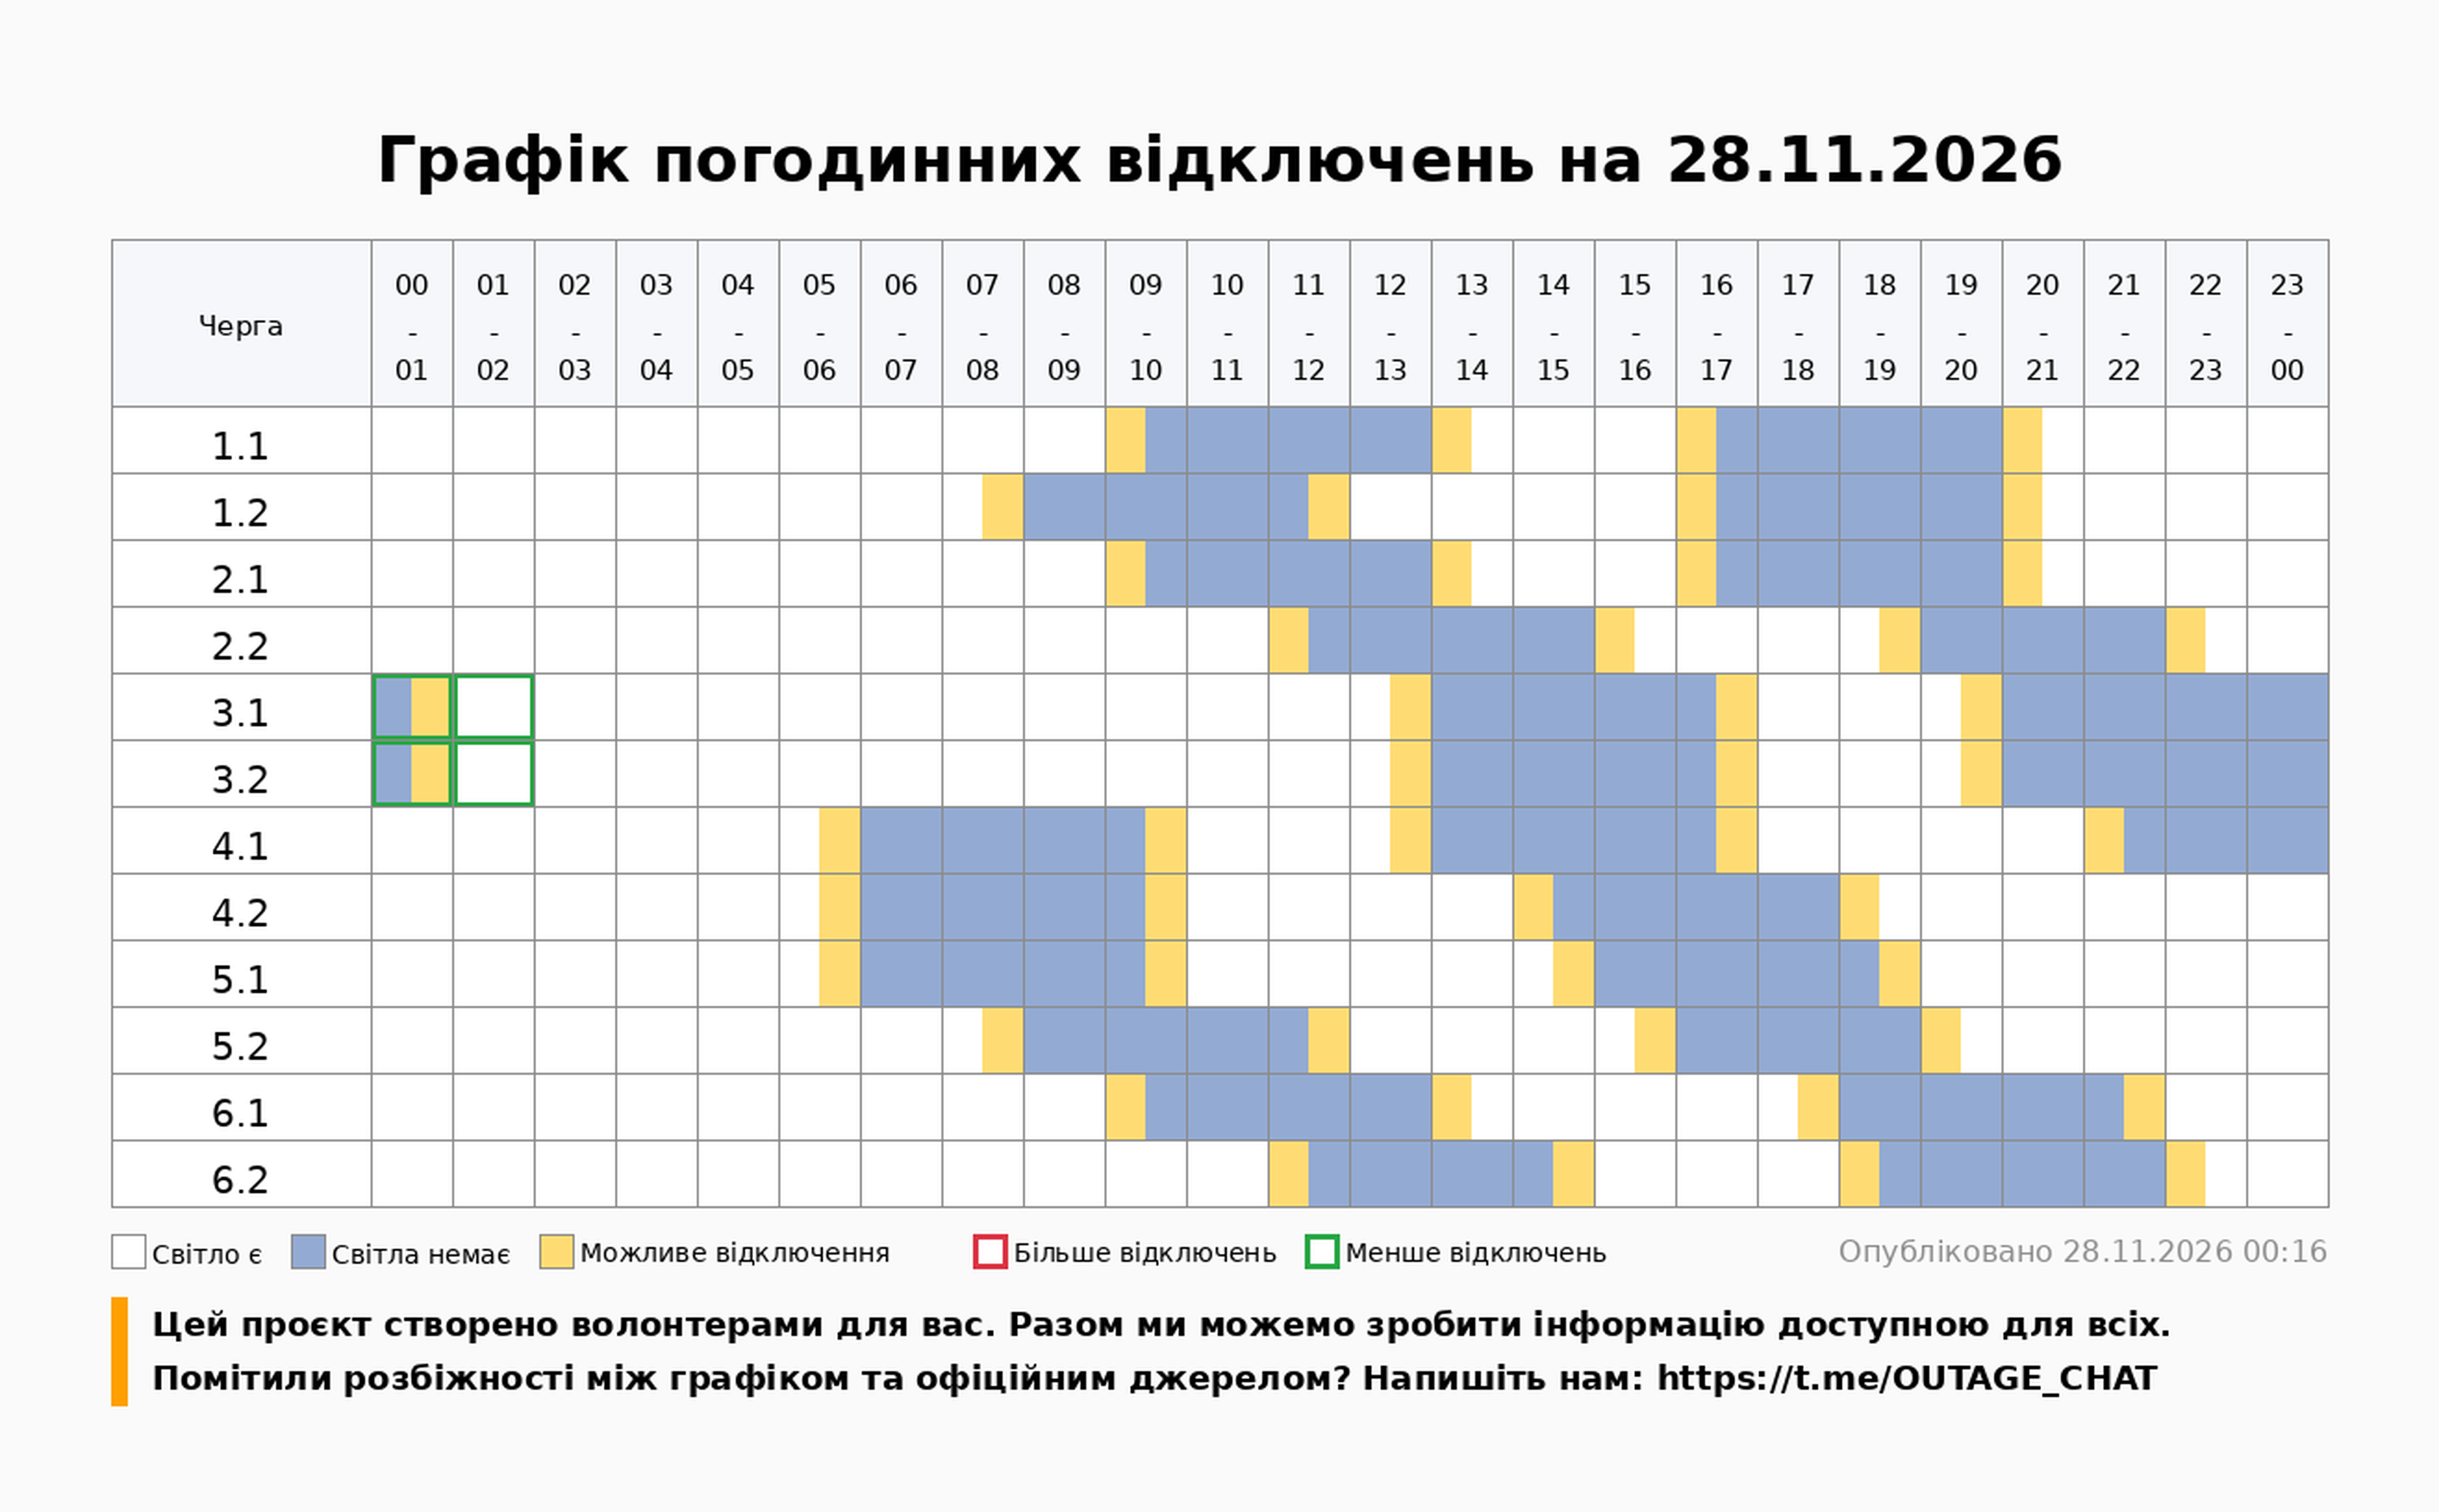 Графік погодинних відключень на 28.11.2026
Черга 00 - 01 01 - 02 02 - 03 03 - 04 04 - 05 05 - 06 06 - 07 07 - 08 08 - 09 09 - 10 10 - 11 11 - 12 12 - 13 13 - 14 14 - 15 15 - 16 16 - 17 17 - 18 18 - 19 19 - 20 20 - 21 21 - 22 22 - 23 23 - 00
1.1
1.2
2.1
2.2
3.1
3.2
4.1
4.2
5.1
5.2
6.1
6.2
Світло є Світла немає Можливе відключення Більше відключень Менше відключень Опубліковано 28.11.2026 00:16
Цей проєкт створено волонтерами для вас. Разом ми можемо зробити інформацію доступною для всіх.
Помітили розбіжності між графіком та офіційним джерелом? Напишіть нам: https://t.me/OUTAGE_CHAT